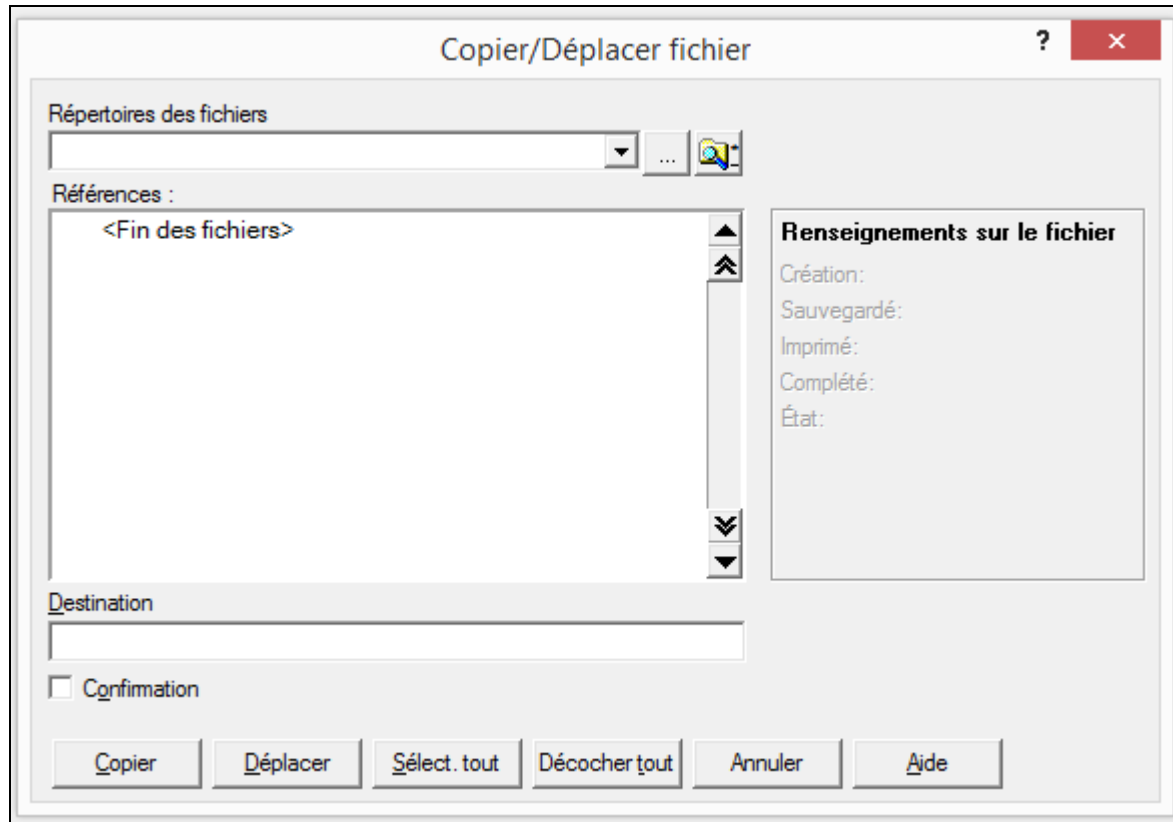 Copier/Déplacer fichier
?
Répertoires des fichiers
...
Références :
<Fin des fichiers>
Renseignements sur le fichier
Création:
Sauvegardé:
Imprimé:
Complété:
État:
Destination
Confirmation
Copier Déplacer Sélect. tout Décocher tout Annuler Aide